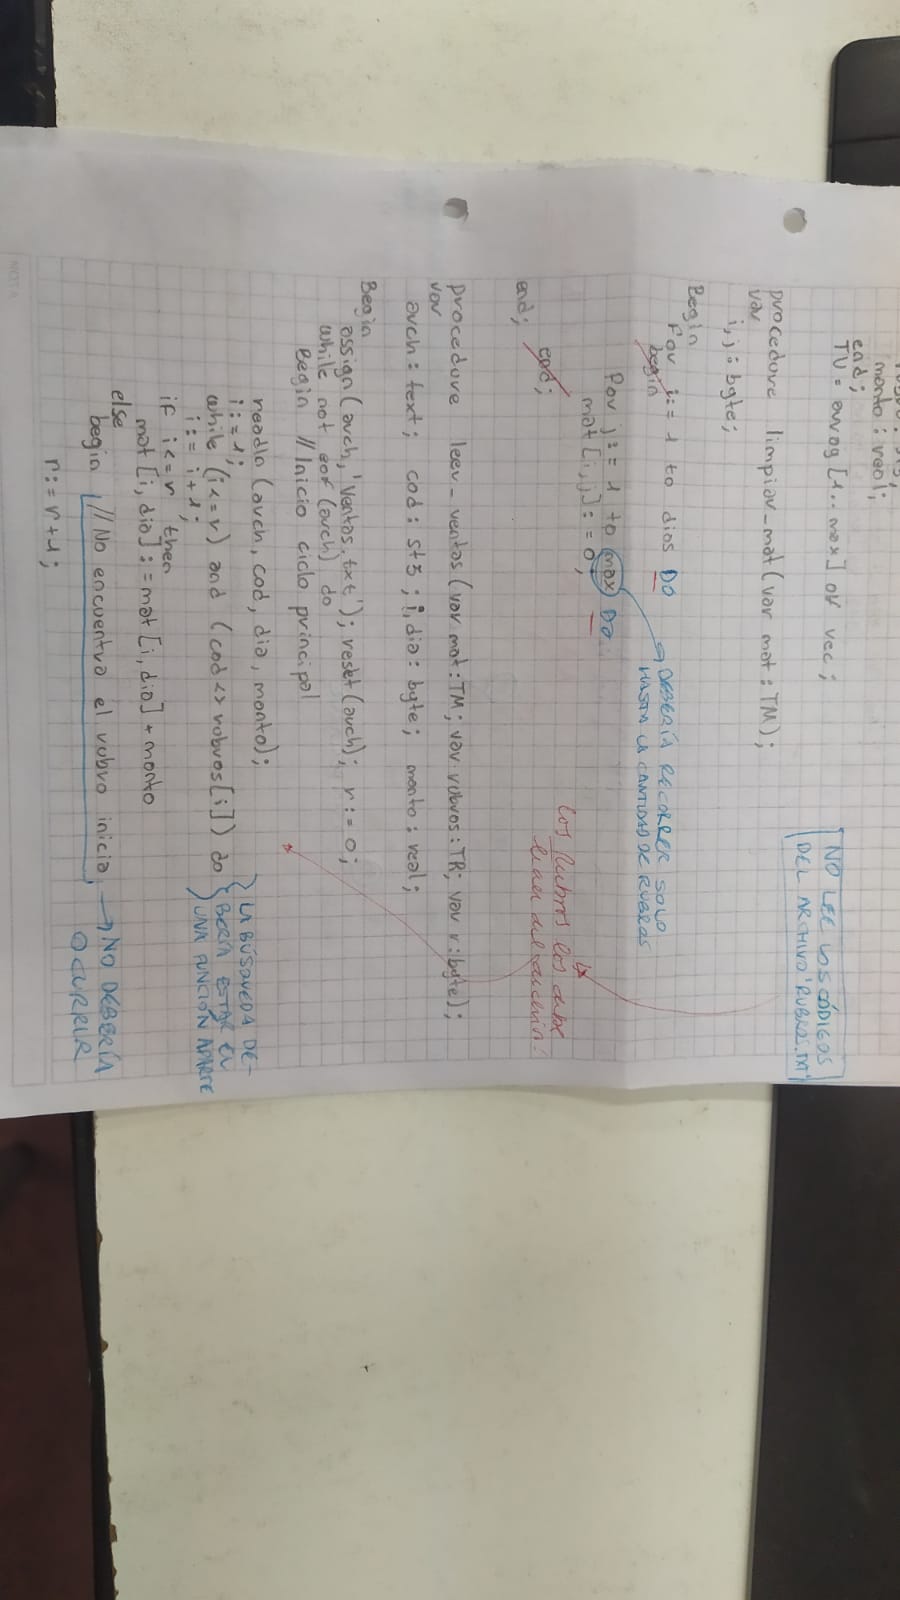 monto : real;
end;
TV = array [1.. max] of vec;
NO LEE LOS CÓDIGOS
DEL ARCHIVO 'RUBROS.TXT'
procedure limpiar_mat (var mat : TM);
var
i, j : byte;
Begin
For i := 1 to dias DO
begin
DEBERÍA RECORRER SOLO
HASTA LA CANTIDAD DE RUBROS
For j := 1 to max DO
mat [i, j] := 0;
Los Rubros los debe
leer del archivo!
end;
end;
procedure leer_ventas (var mat : TM; var rubros : TR; var r : byte);
var
arch : text; cod : st3 ; i, dia : byte; monto : real;
Begin
assign (arch, 'Ventas.txt'); reset (arch); r := 0;
while not eof (arch) do
Begin // Inicio ciclo principal
readln (arch, cod, dia, monto);
i := 1;
while (i <= r) and (cod <> rubros [i]) do
i := i + 1;
LA BÚSQUEDA DE-
BERÍA ESTAR EN
UNA FUNCIÓN APARTE
if i <= r then
mat [i, dia] := mat [i, dia] + monto
else
begin // No encuentra el rubro inicia
NO DEBERÍA
OCURRIR
r := r + 1;
NOTA